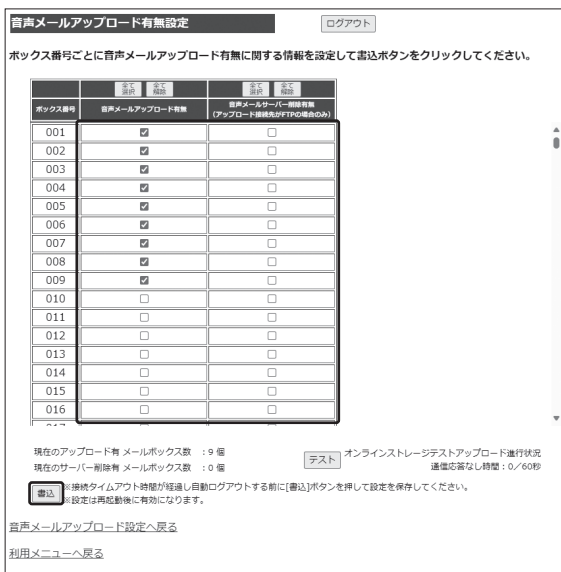 音声メールアップロード有無設定 ログアウト
ボックス番号ごとに音声メールアップロード有無に関する情報を設定して書込ボタンをクリックしてください。
全て選択 全て解除 全て選択 全て解除
ボックス番号 音声メールアップロード有無 音声メールサーバー削除有無
(アップロード接続先がFTPの場合のみ)
001
002
003
004
005
006
007
008
009
010
011
012
013
014
015
016
017
現在のアップロード有 メールボックス数 :9 個
現在のサーバー削除有 メールボックス数 :0 個
テスト オンラインストレージテストアップロード進行状況
通信応答なし時間:0/60秒
書込 ※接続タイムアウト時間が経過し自動ログアウトする前に[書込]ボタンを押して設定を保存してください。
※設定は再起動後に有効になります。
音声メールアップロード設定へ戻る
利用メニューへ戻る